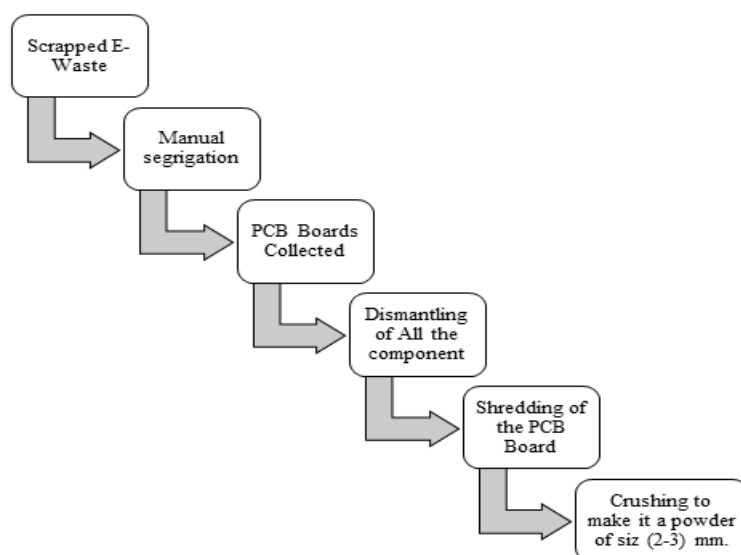 Scrapped E-
Waste
Manual
segrigation
PCB Boards
Collected
Dismantling
of All the
component
Shredding of
the PCB
Board
Crushing to
make it a powder
of siz (2-3) mm.